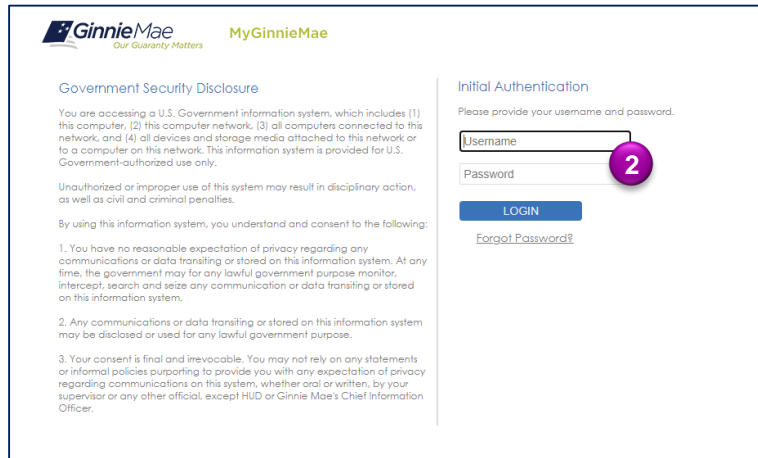 GinnieMae
Our Guaranty Matters
MyGinnieMae
Government Security Disclosure
You are accessing a U.S. Government information system, which includes (1)
this computer, (2) this computer network, (3) all computers connected to this
network, and (4) all devices and storage media attached to this network or
to a computer on this network. This information system is provided for U.S.
Government-authorized use only.
Unauthorized or improper use of this system may result in disciplinary action,
as well as civil and criminal penalties.
By using this information system, you understand and consent to the following:
1. You have no reasonable expectation of privacy regarding any
communications or data transiting or stored on this information system. At any
time, the government may for any lawful government purpose monitor,
intercept, search and seize any communication or data transiting or stored
on this information system.
2. Any communications or data transiting or stored on this information system
may be disclosed or used for any lawful government purpose.
3. Your consent is final and irrevocable. You may not rely on any statements
or informal policies purporting to provide you with any expectation of privacy
regarding communications on this system, whether oral or written, by your
supervisor or any other official, except HUD or Ginnie Mae's Chief Information
Officer.
Initial Authentication
Please provide your username and password.
Username
2
Password
LOGIN
Forgot Password?